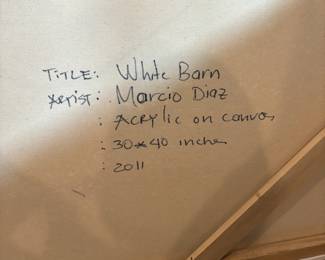 TITLE: White Barn
Artist: Marcio Diaz
: Acrylic on canvas
: 30x40 inches
: 2011